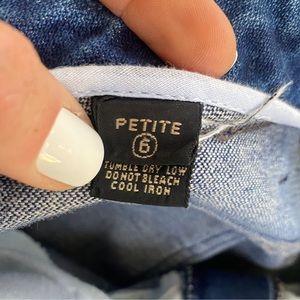 PETITE
6
TUMBLE DRY LOW
DO NOT BLEACH
COOL IRON